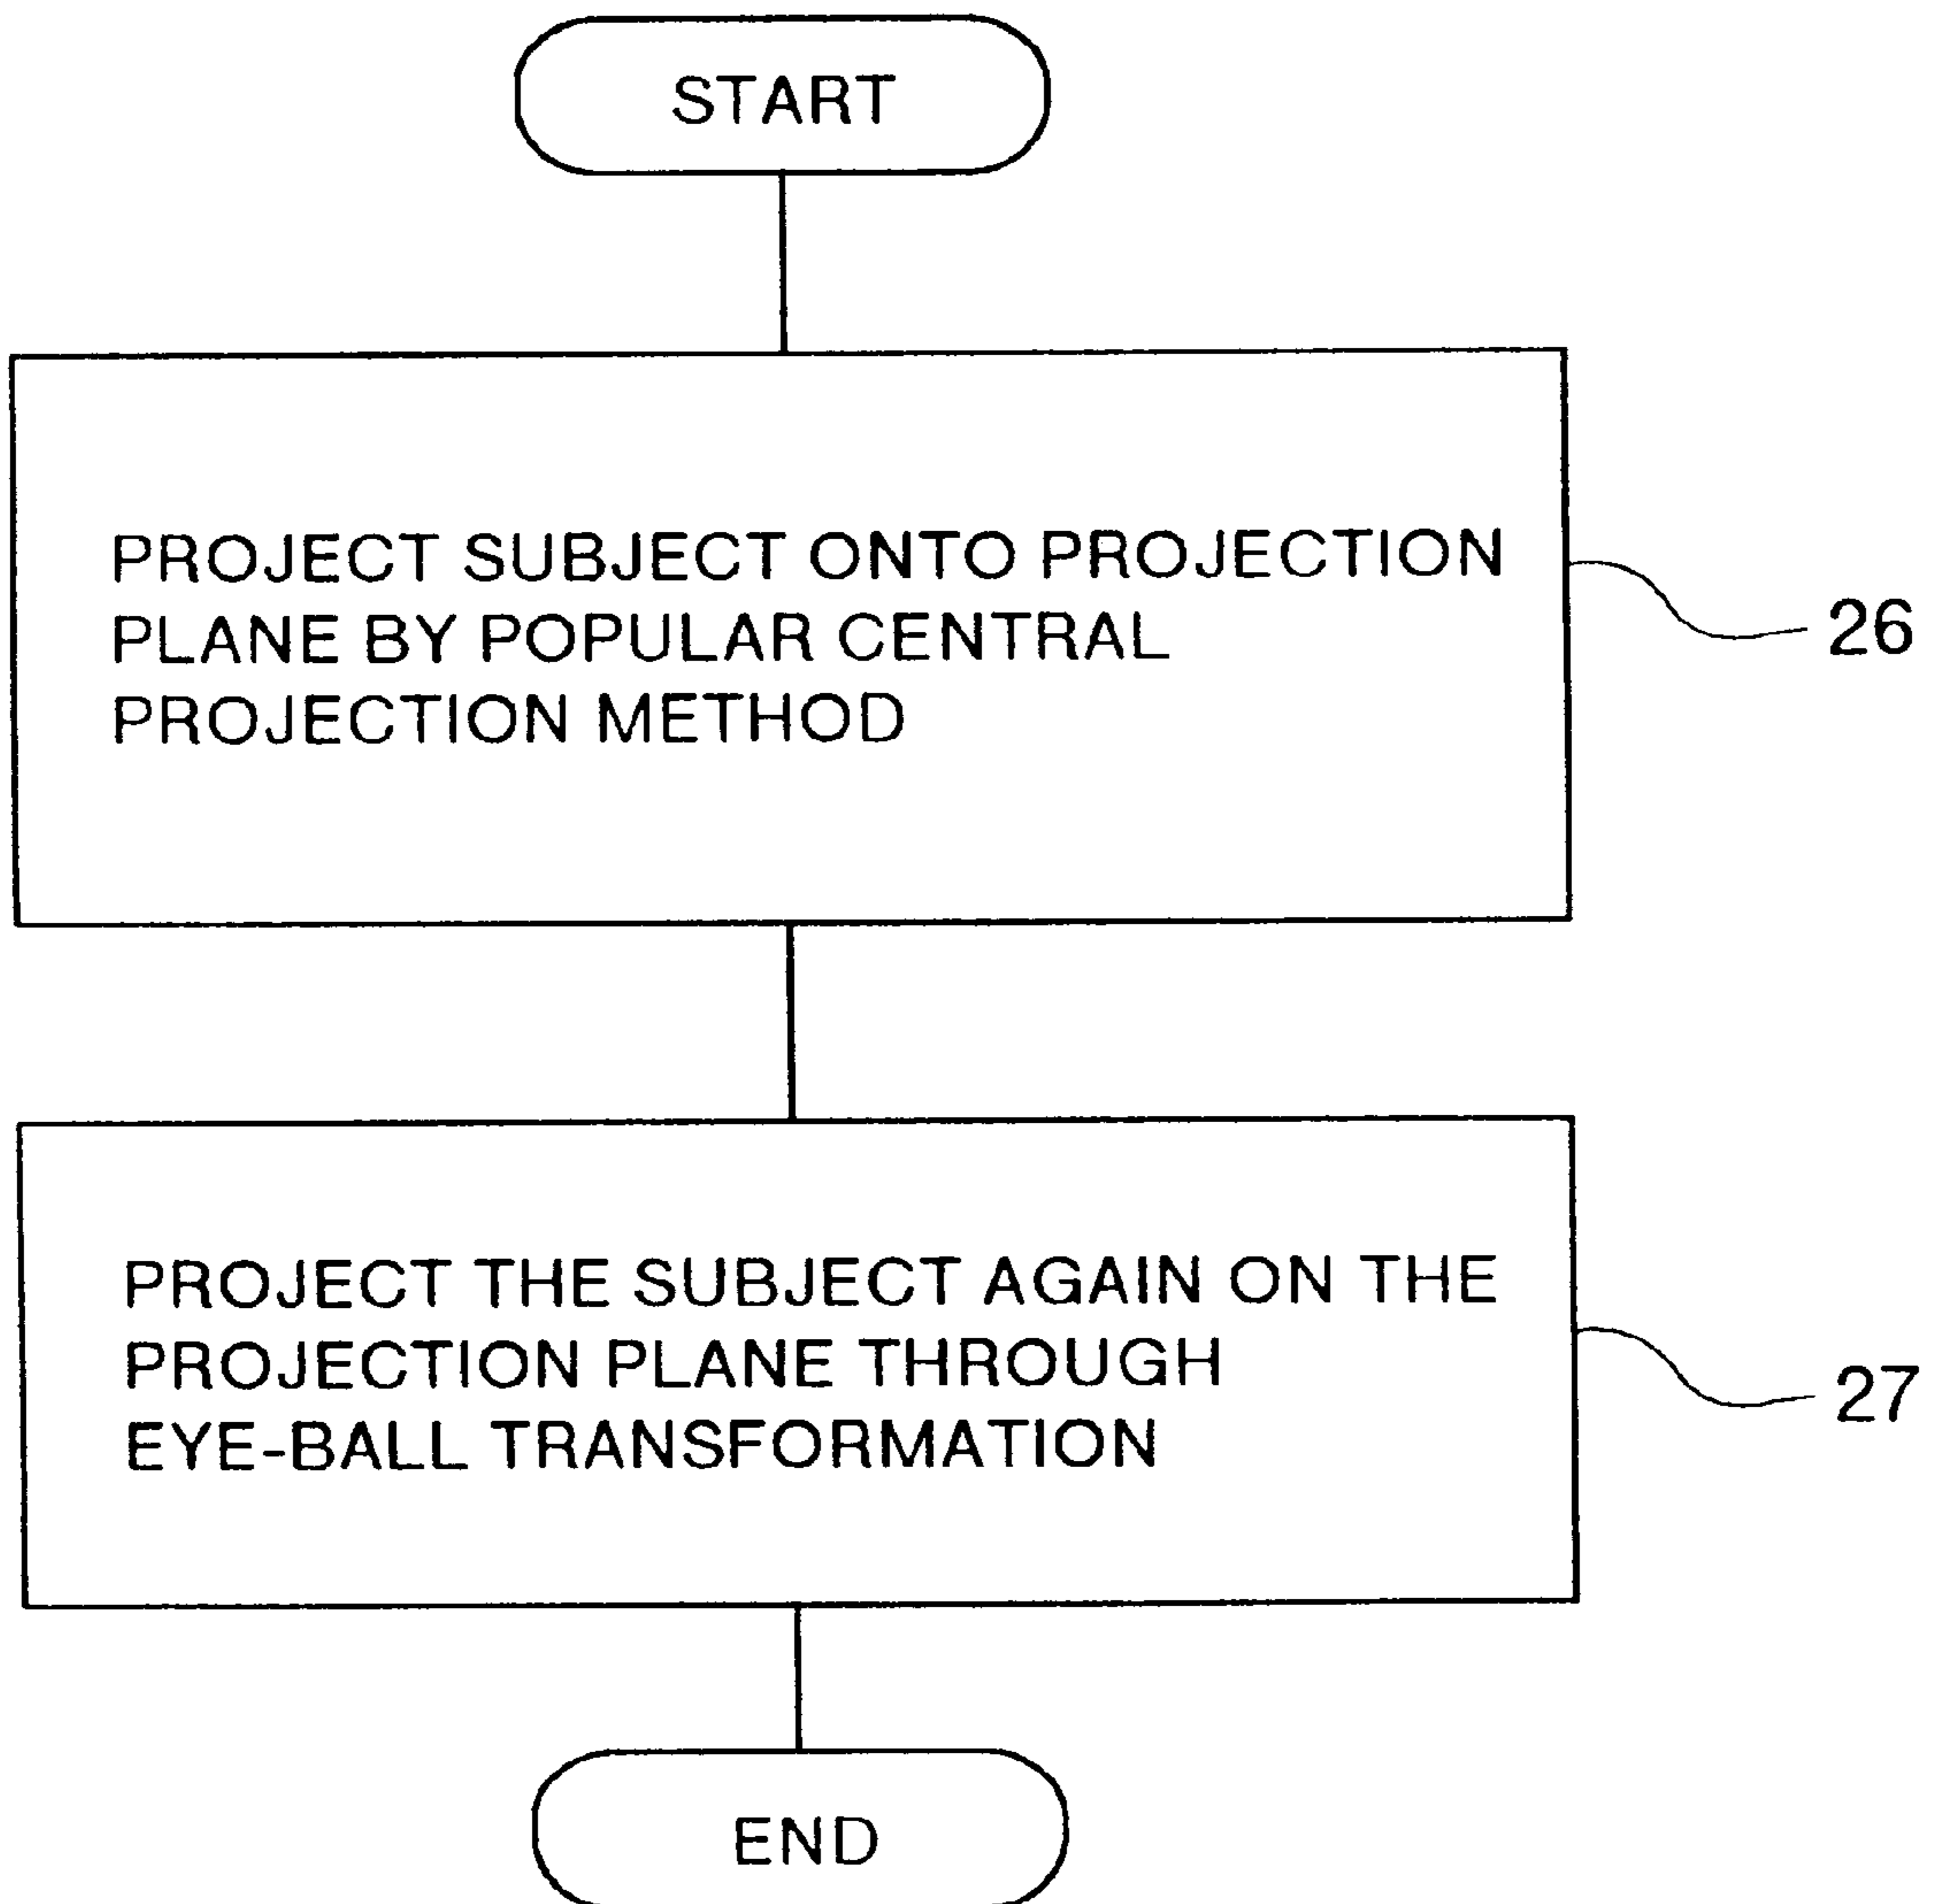 START
PROJECT SUBJECT ONTO PROJECTION
PLANE BY POPULAR CENTRAL
PROJECTION METHOD
26
PROJECT THE SUBJECT AGAIN ON THE
PROJECTION PLANE THROUGH
EYE-BALL TRANSFORMATION
27
END